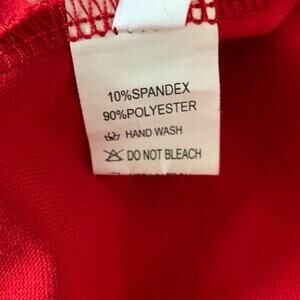 10%SPANDEX
90%POLYESTER
HAND WASH
DO NOT BLEACH